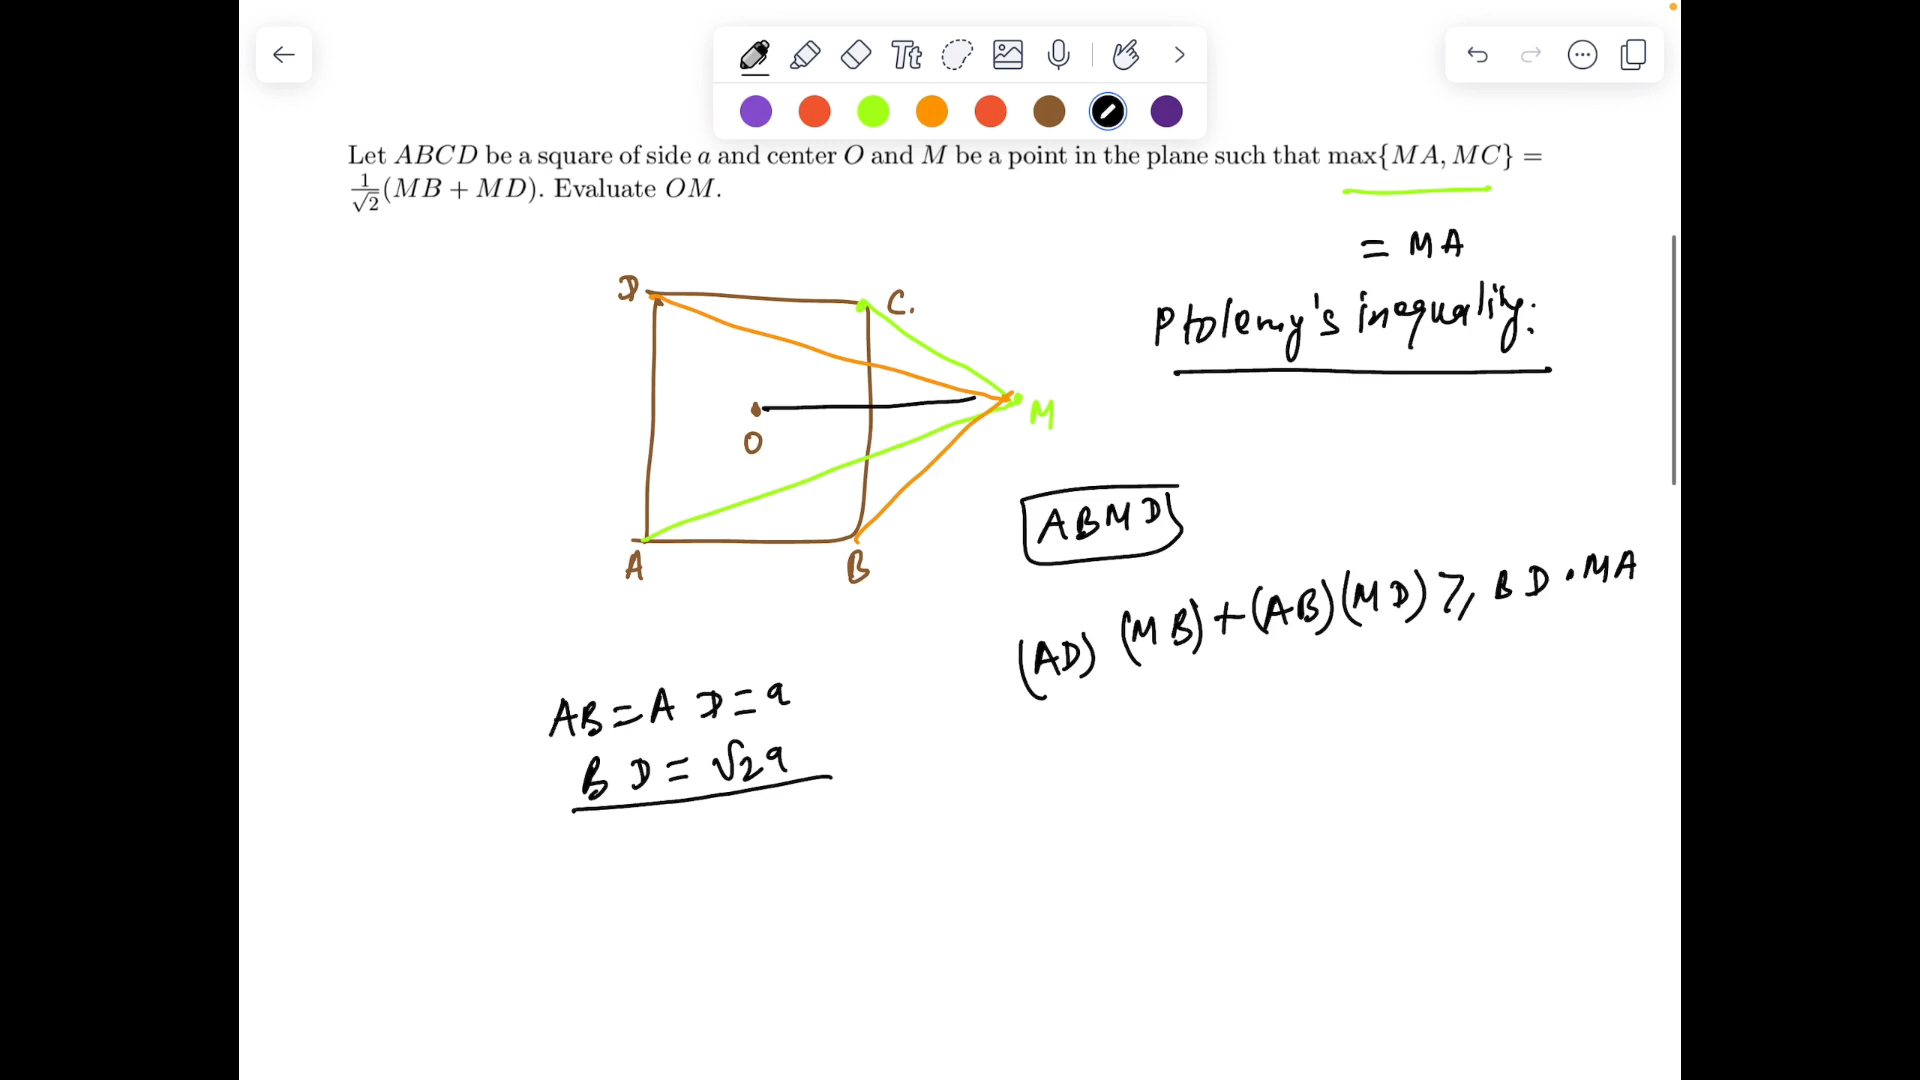 Tt
Let ABCD be a square of side a and center O and M be a point in the plane such that max{MA, MC} =
1/√2 (MB + MD). Evaluate OM.
= MA
Ptolemy's inequality:
D
C.
O
M
A
B
ABMD
(AD) (MB) + (AB)(MD) ⩾ BD · MA
AB = AD = a
BD = √2a